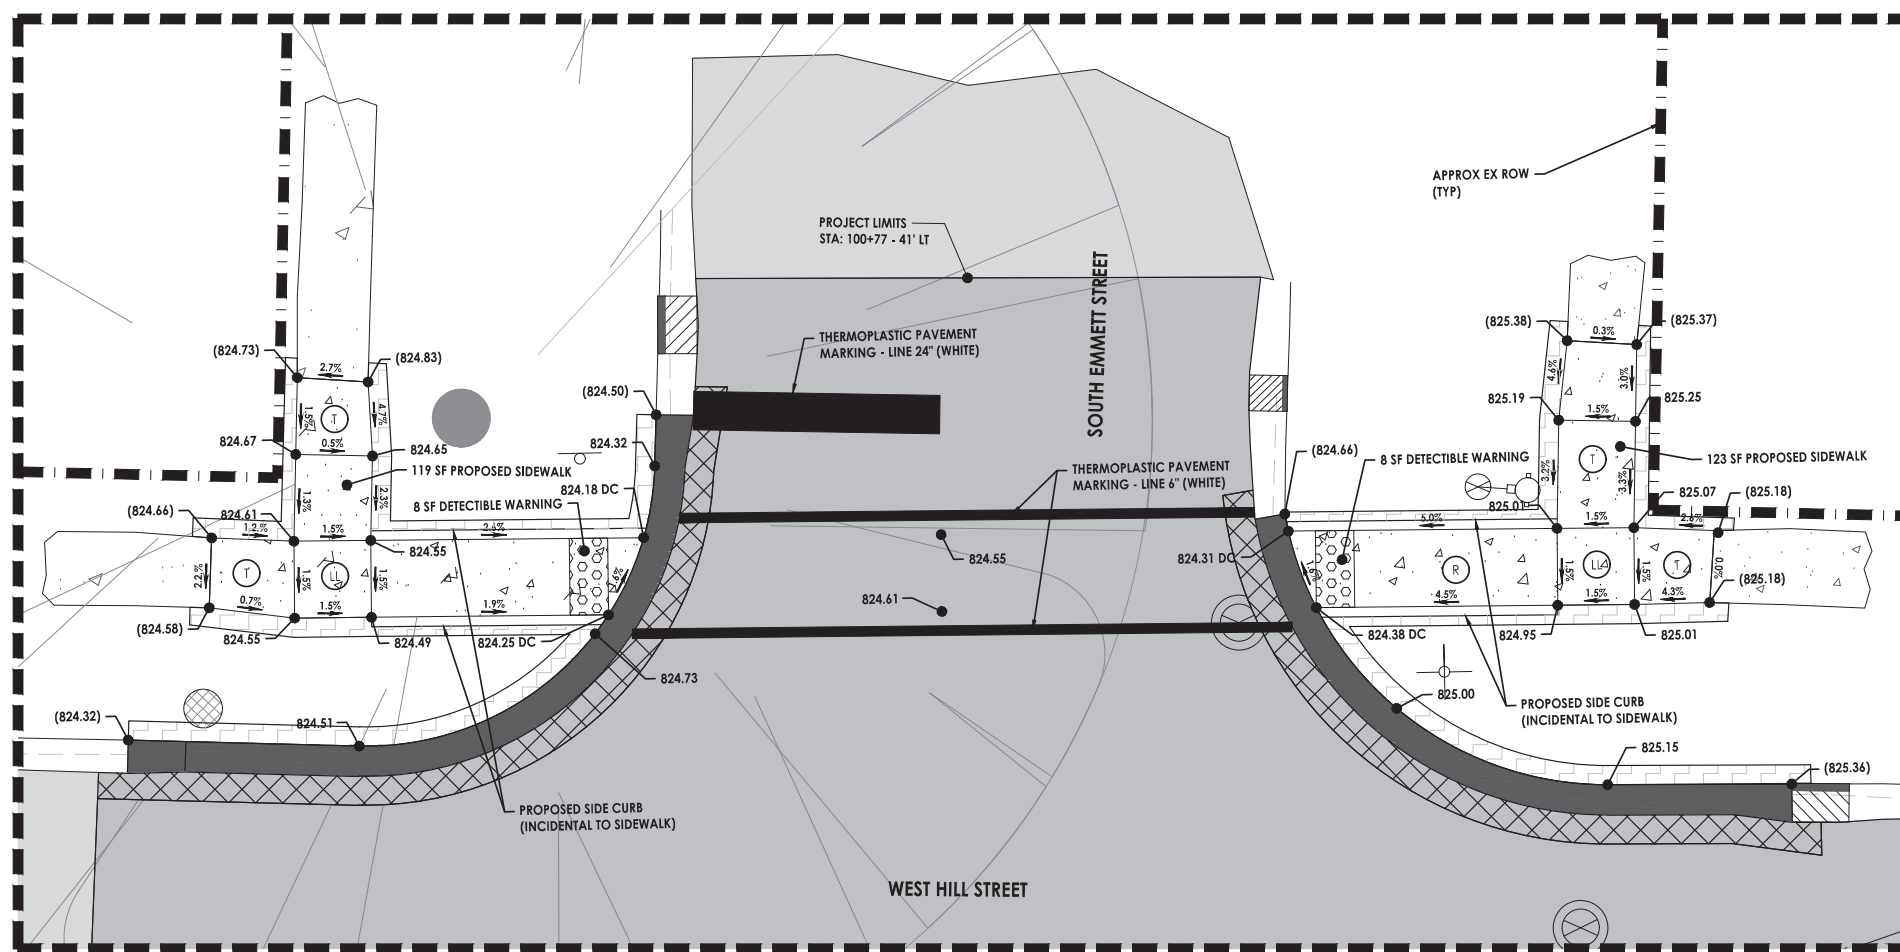 APPROX EX ROW
(TYP)
PROJECT LIMITS
STA: 100+77 - 41' LT
SOUTH EMMETT STREET
THERMOPLASTIC PAVEMENT
MARKING - LINE 24" (WHITE)
(825.38)
0.3%
(825.37)
(824.73)
2.7%
(824.83)
4.6%
3.0%
(824.50)
825.19
1.5%
825.25
1.5%
T
4.7%
824.67
0.5%
824.65
824.32
(824.66)
8 SF DETECTIBLE WARNING
T
123 SF PROPOSED SIDEWALK
119 SF PROPOSED SIDEWALK
THERMOPLASTIC PAVEMENT
MARKING - LINE 6" (WHITE)
3.2%
3.3%
824.18 DC
1.3%
2.3%
8 SF DETECTIBLE WARNING
825.01
825.07
(825.18)
(824.66)
824.61
1.2%
1.5%
2.6%
5.0%
1.5%
2.6%
824.55
824.55
824.31 DC
T
LL
R
LL
T
2.2%
1.5%
1.5%
1.6%
1.6%
1.5%
1.5%
0.0%
(825.18)
0.7%
1.5%
1.9%
824.61
4.5%
1.5%
4.3%
(824.58)
824.55
824.49
824.25 DC
824.38 DC
824.95
825.01
824.73
825.00
(824.32)
824.51
PROPOSED SIDE CURB
(INCIDENTAL TO SIDEWALK)
825.15
(825.36)
PROPOSED SIDE CURB
(INCIDENTAL TO SIDEWALK)
WEST HILL STREET